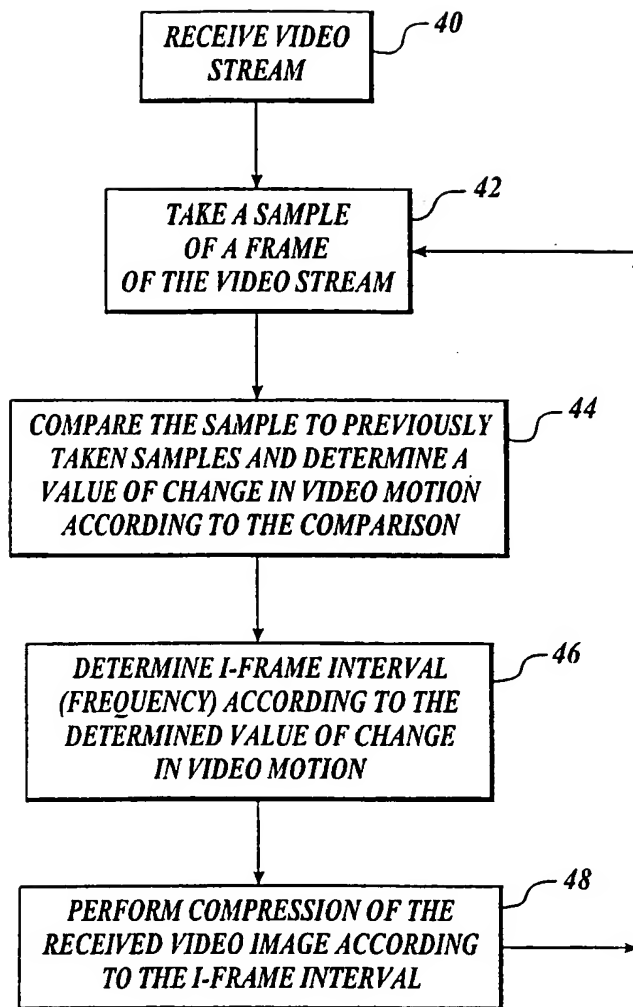 RECEIVE VIDEO
STREAM
40
TAKE A SAMPLE
OF A FRAME
OF THE VIDEO STREAM
42
COMPARE THE SAMPLE TO PREVIOUSLY
TAKEN SAMPLES AND DETERMINE A
VALUE OF CHANGE IN VIDEO MOTION
ACCORDING TO THE COMPARISON
44
DETERMINE I-FRAME INTERVAL
(FREQUENCY) ACCORDING TO THE
DETERMINED VALUE OF CHANGE
IN VIDEO MOTION
46
PERFORM COMPRESSION OF THE
RECEIVED VIDEO IMAGE ACCORDING
TO THE I-FRAME INTERVAL
48